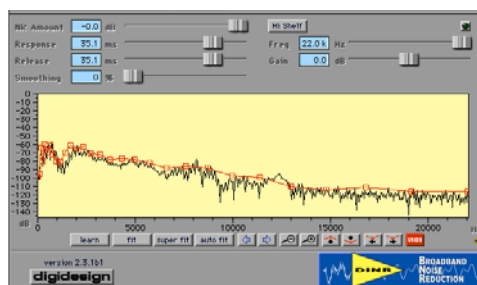 NR Amount -0.0 dB
Response 35.1 ms
Release 35.1 ms
Smoothing 0 %
Hi Shelf
Freq 22.0k Hz
Gain 0.0 dB
0
-10
-20
-30
-40
-50
-60
-70
-80
-90
-100
-110
-120
-130
-140
dB
0 5000 10000 15000 20000
learn fit super fit auto fit undo
version 2.3.1b1
digidesign
DINR
BROADBAND
NOISE
REDUCTION